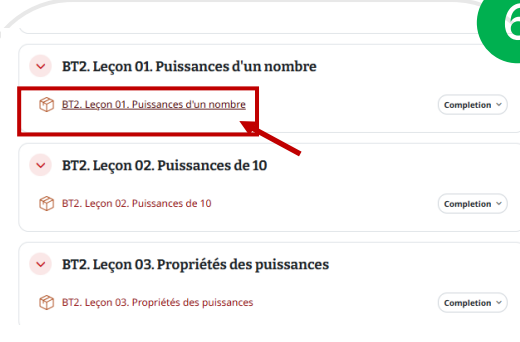 6
BT2. Leçon 01. Puissances d'un nombre
BT2. Leçon 01. Puissances d'un nombre
Completion
BT2. Leçon 02. Puissances de 10
BT2. Leçon 02. Puissances de 10
Completion
BT2. Leçon 03. Propriétés des puissances
BT2. Leçon 03. Propriétés des puissances
Completion